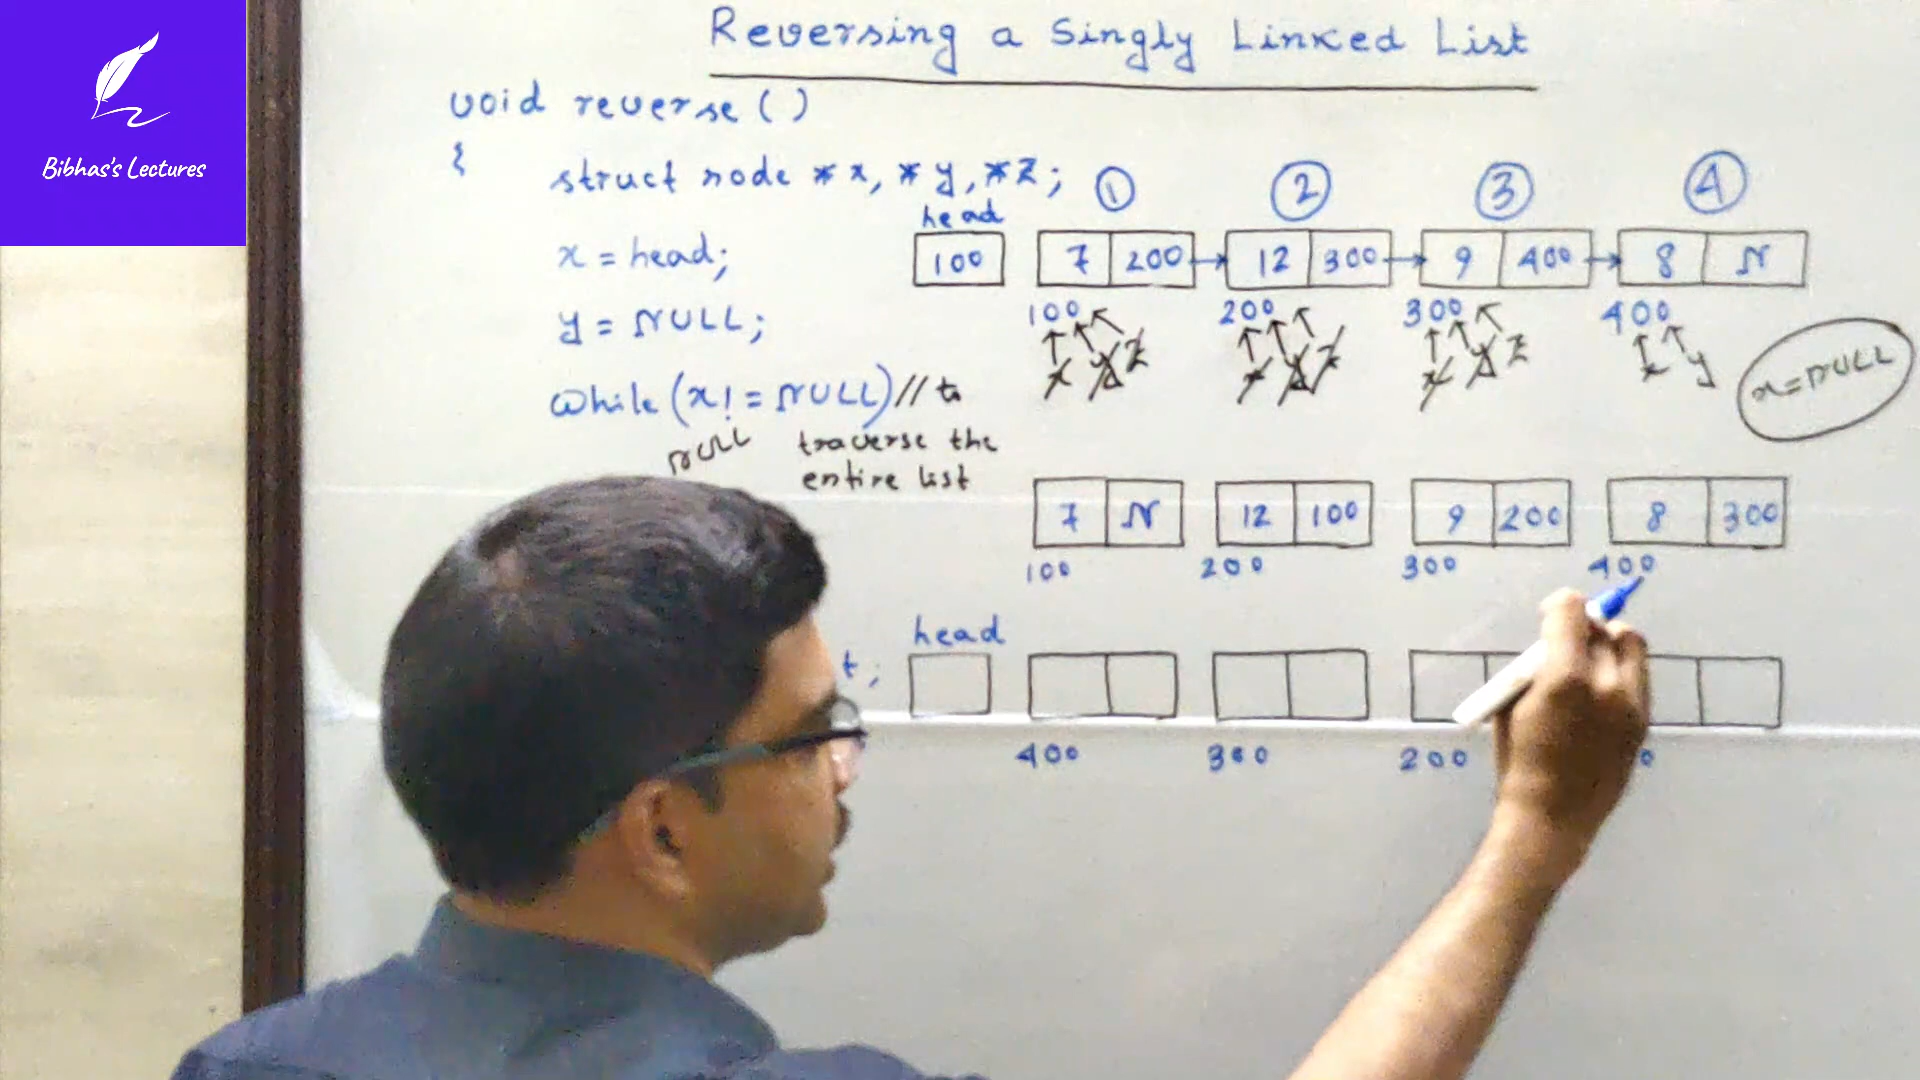 Bibhas's Lectures
Reversing a Singly Linked List
void reverse ( )
{
struct node *x, *y, *z;
x = head;
y = NULL;
while (x! = NULL) // to
NULL
traverse the
entire list
1 2 3 4
head
100 7 200 12 300 9 400 8 N
100 200 300 400
x y z x y z x y z x y
x=NULL
7 N 12 100 9 200 8 300
100 200 300 400
t;
head
400 300 200